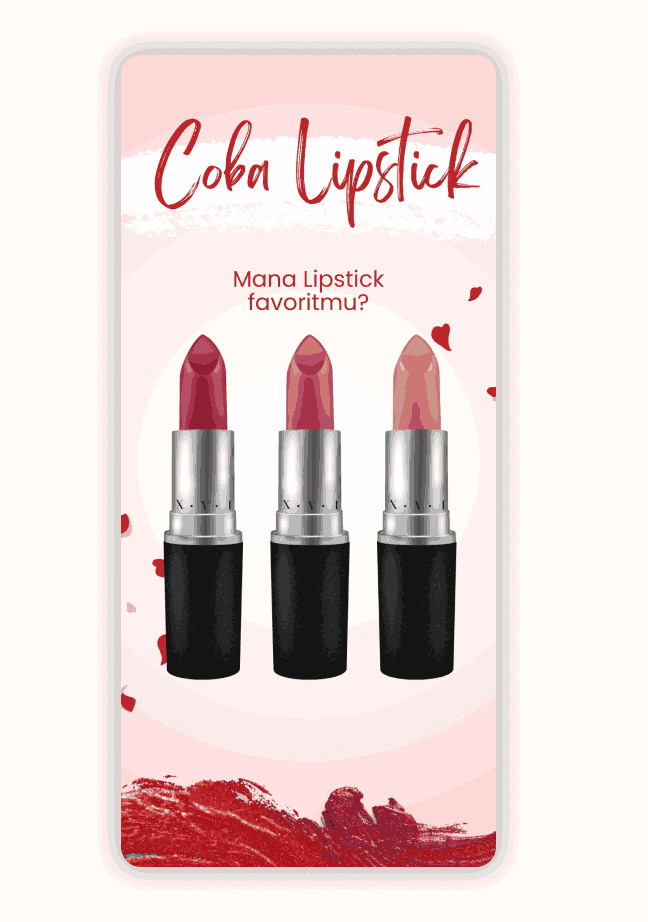 Coba Lipstick
Mana Lipstick
favoritmu?
X · V · I
X · V · I
X · V · I